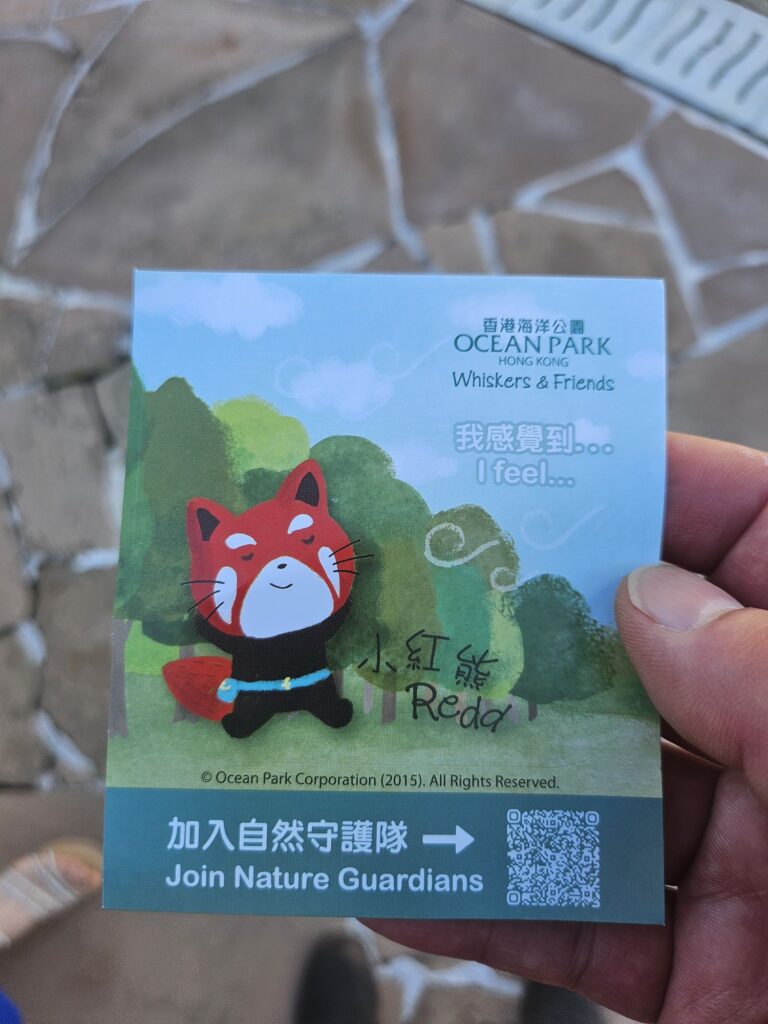 香港海洋公園
OCEAN PARK
HONG KONG
Whiskers & Friends
我感覺到...
I feel...
小紅熊
Redd
© Ocean Park Corporation (2015). All Rights Reserved.
加入自然守護隊 →
Join Nature Guardians